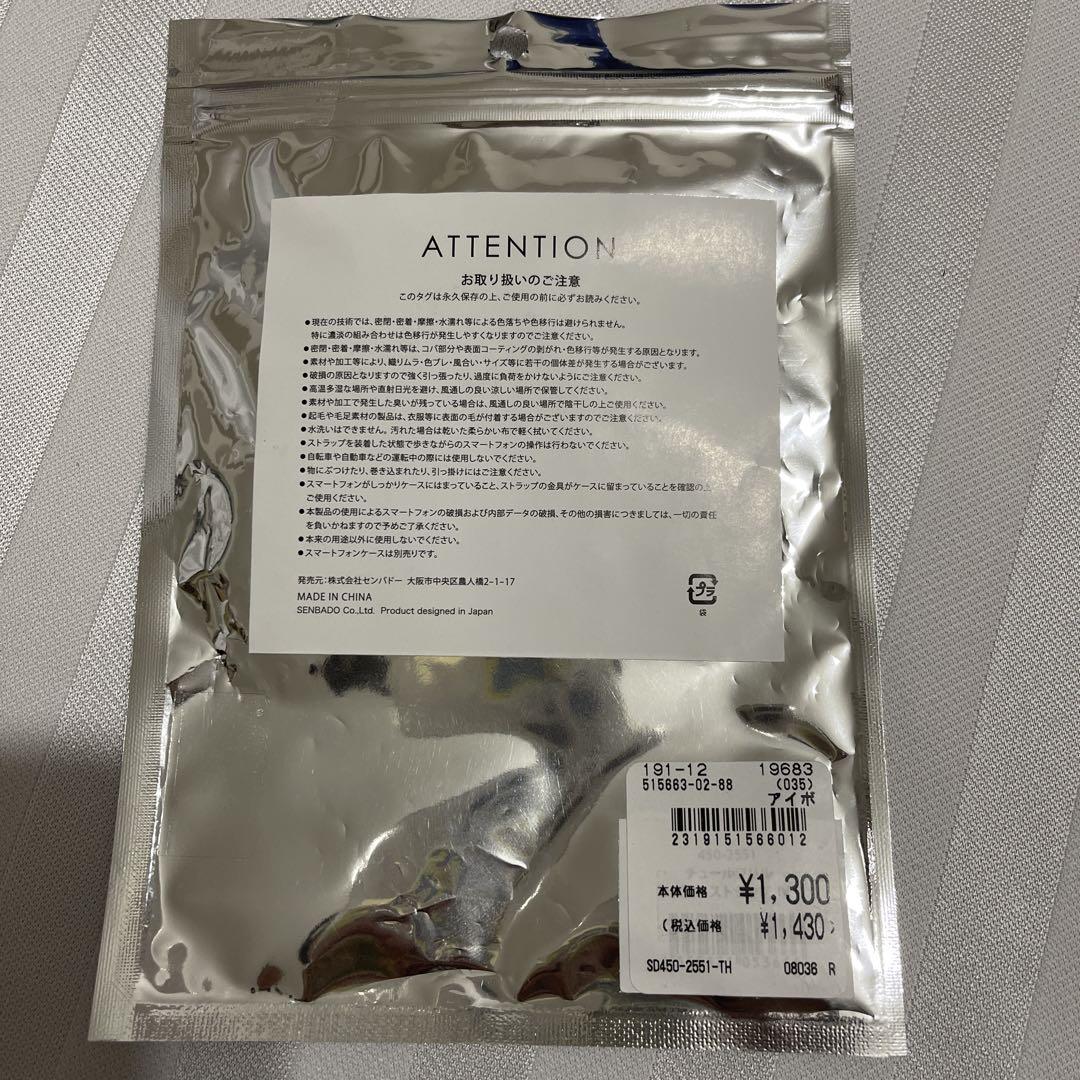 ATTENTION
お取り扱いのご注意
このタグは永久保存の上、ご使用の前に必ずお読みください。
●現在の技術では、密閉・密着・摩擦・水濡れ等による色落ちや色移行は避けられません。
特に濃淡の組み合わせは色移行が発生しやすくなりますのでご注意ください。
●密閉・密着・摩擦・水濡れ等は、コバ部分や表面コーティングの剥がれ・色移行等が発生する原因となります。
●素材や加工等により、織りムラ・色ブレ・風合い・サイズ等に若干の個体差が発生する場合がございます。
●破損の原因となりますので強く引っ張ったり、過度に負荷をかけないようにご注意ください。
●高温多湿な場所や直射日光を避け、風通しの良い涼しい場所で保管してください。
●素材や加工で発生した臭いが残っている場合は、風通しの良い場所で陰干しの上ご使用ください。
●起毛や毛足素材の製品は、衣服等に表面の毛が付着する場合がございますのでご注意ください。
●水洗いはできません。汚れた場合は乾いた柔らかい布で軽く拭いてください。
●ストラップを装着した状態で歩きながらのスマートフォンの操作は行わないでください。
●自転車や自動車などの運転中の際には使用しないでください。
●物にぶつけたり、巻き込まれたり、引っ掛けにはご注意ください。
●スマートフォンがしっかりケースにはまっていること、ストラップの金具がケースに留まっていることを確認の上
ご使用ください。
●本製品の使用によるスマートフォンの破損および内部データの破損、その他の損害につきましては、一切の責任
を負いかねますので予めご了承ください。
●本来の用途以外に使用しないでください。
●スマートフォンケースは別売りです。
発売元:株式会社センバドー 大阪市中央区農人橋2-1-17
MADE IN CHINA
SENBADO Co.,Ltd. Product designed in Japan
プラ
袋
191-12 19683
515663-02-88 (035)
アイボ
2319151566012
450-2551
チュール
スト
本体価格 ¥1,300
(税込価格 ¥1,430)
SD450-2551-TH 08036 R